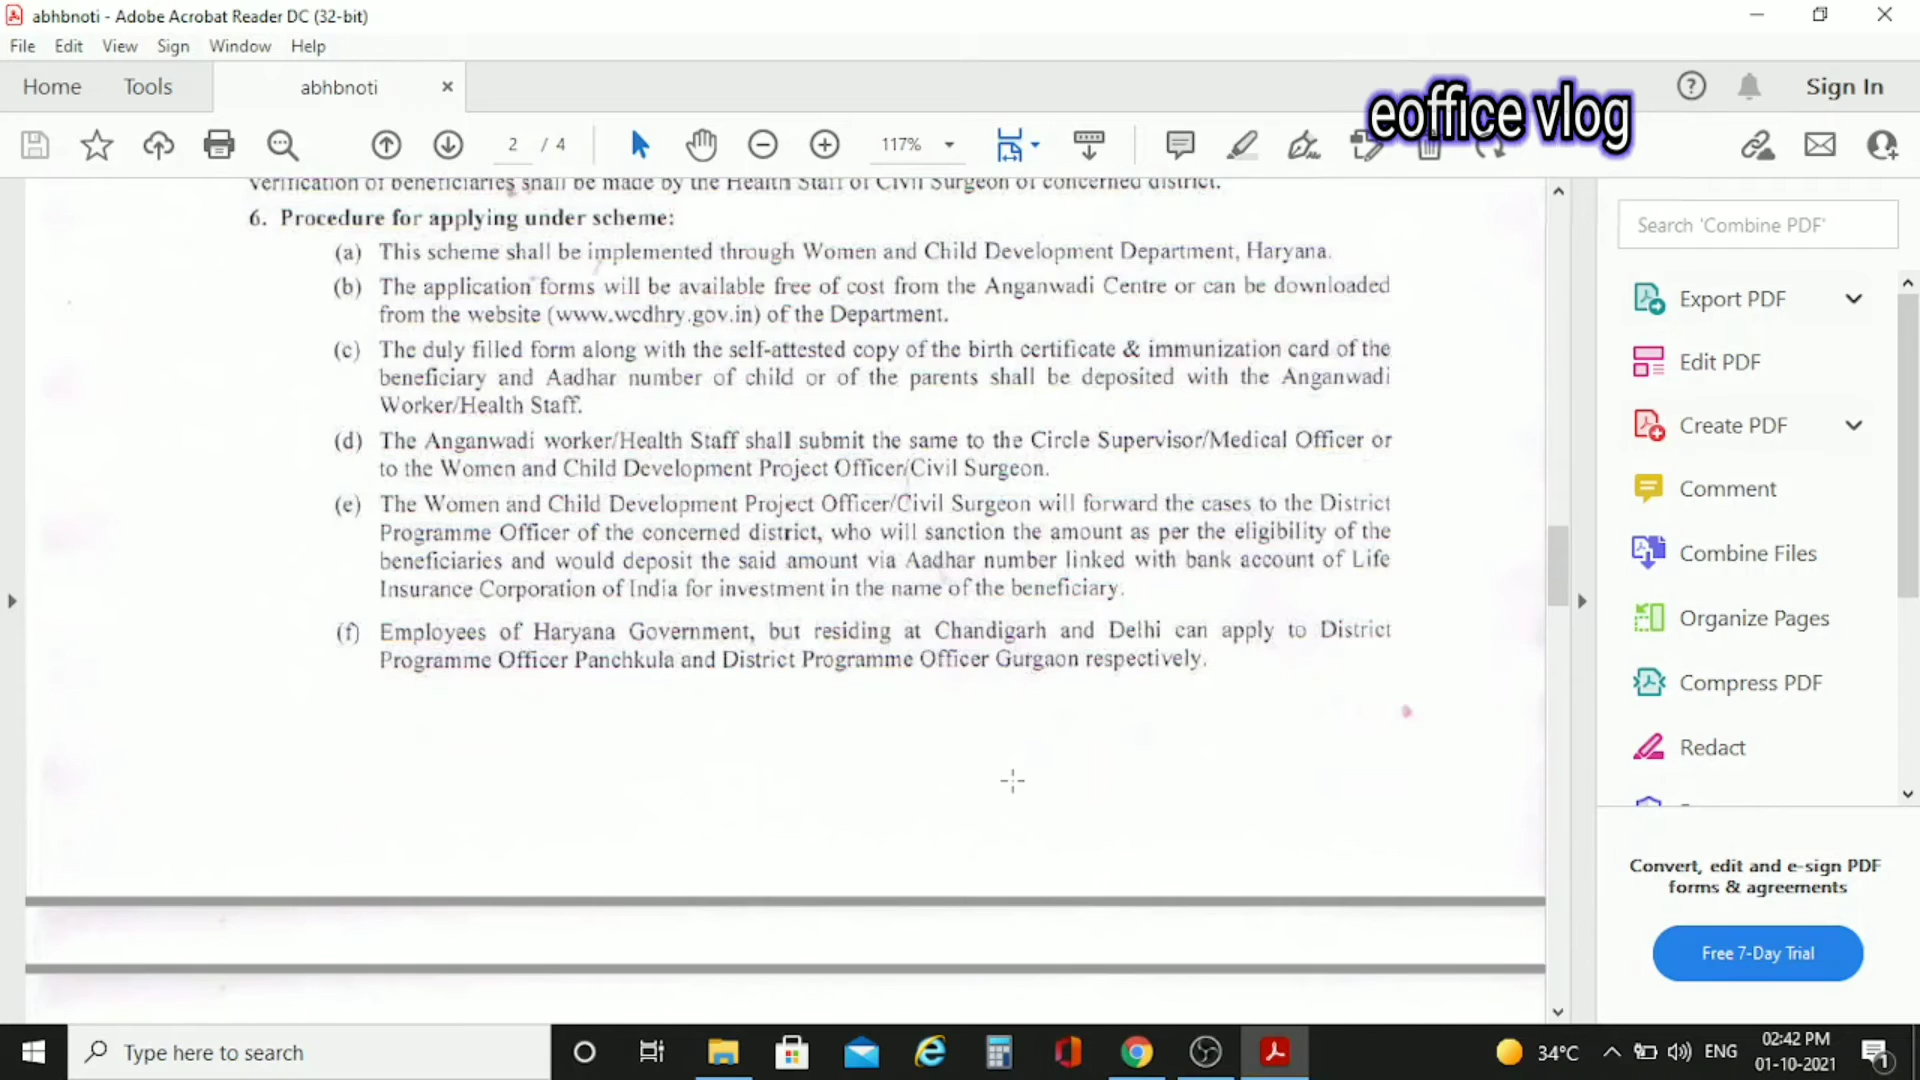 abhbnoti - Adobe Acrobat Reader DC (32-bit)
File Edit View Sign Window Help
Home Tools abhbnoti
eoffice vlog
Sign In
2 / 4
117%
verification of beneficiaries shall be made by the Health Staff of Civil Surgeon of concerned district.
6. Procedure for applying under scheme:
(a) This scheme shall be implemented through Women and Child Development Department, Haryana.
(b) The application forms will be available free of cost from the Anganwadi Centre or can be downloaded
from the website (www.wcdhry.gov.in) of the Department.
(c) The duly filled form along with the self-attested copy of the birth certificate & immunization card of the
beneficiary and Aadhar number of child or of the parents shall be deposited with the Anganwadi
Worker/Health Staff.
(d) The Anganwadi worker/Health Staff shall submit the same to the Circle Supervisor/Medical Officer or
to the Women and Child Development Project Officer/Civil Surgeon.
(e) The Women and Child Development Project Officer/Civil Surgeon will forward the cases to the District
Programme Officer of the concerned district, who will sanction the amount as per the eligibility of the
beneficiaries and would deposit the said amount via Aadhar number linked with bank account of Life
Insurance Corporation of India for investment in the name of the beneficiary.
(f) Employees of Haryana Government, but residing at Chandigarh and Delhi can apply to District
Programme Officer Panchkula and District Programme Officer Gurgaon respectively.
Search 'Combine PDF'
Export PDF
Edit PDF
Create PDF
Comment
Combine Files
Organize Pages
Compress PDF
Redact
Convert, edit and e-sign PDF
forms & agreements
Free 7-Day Trial
Type here to search
34°C
ENG
02:42 PM
01-10-2021
1